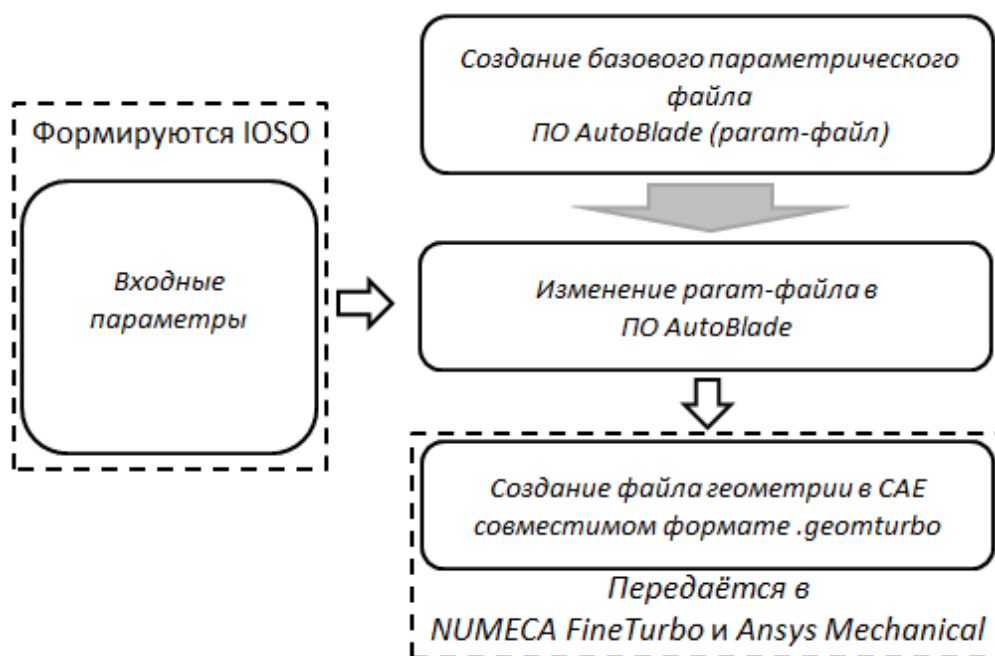 Создание базового параметрического
файла
ПО AutoBlade (param-файл)
Формируются IOSO
Входные
параметры
Изменение param-файла в
ПО AutoBlade
Создание файла геометрии в CAE
совместимом формате .geomturbo
Передаётся в
NUMECA FineTurbo и Ansys Mechanical